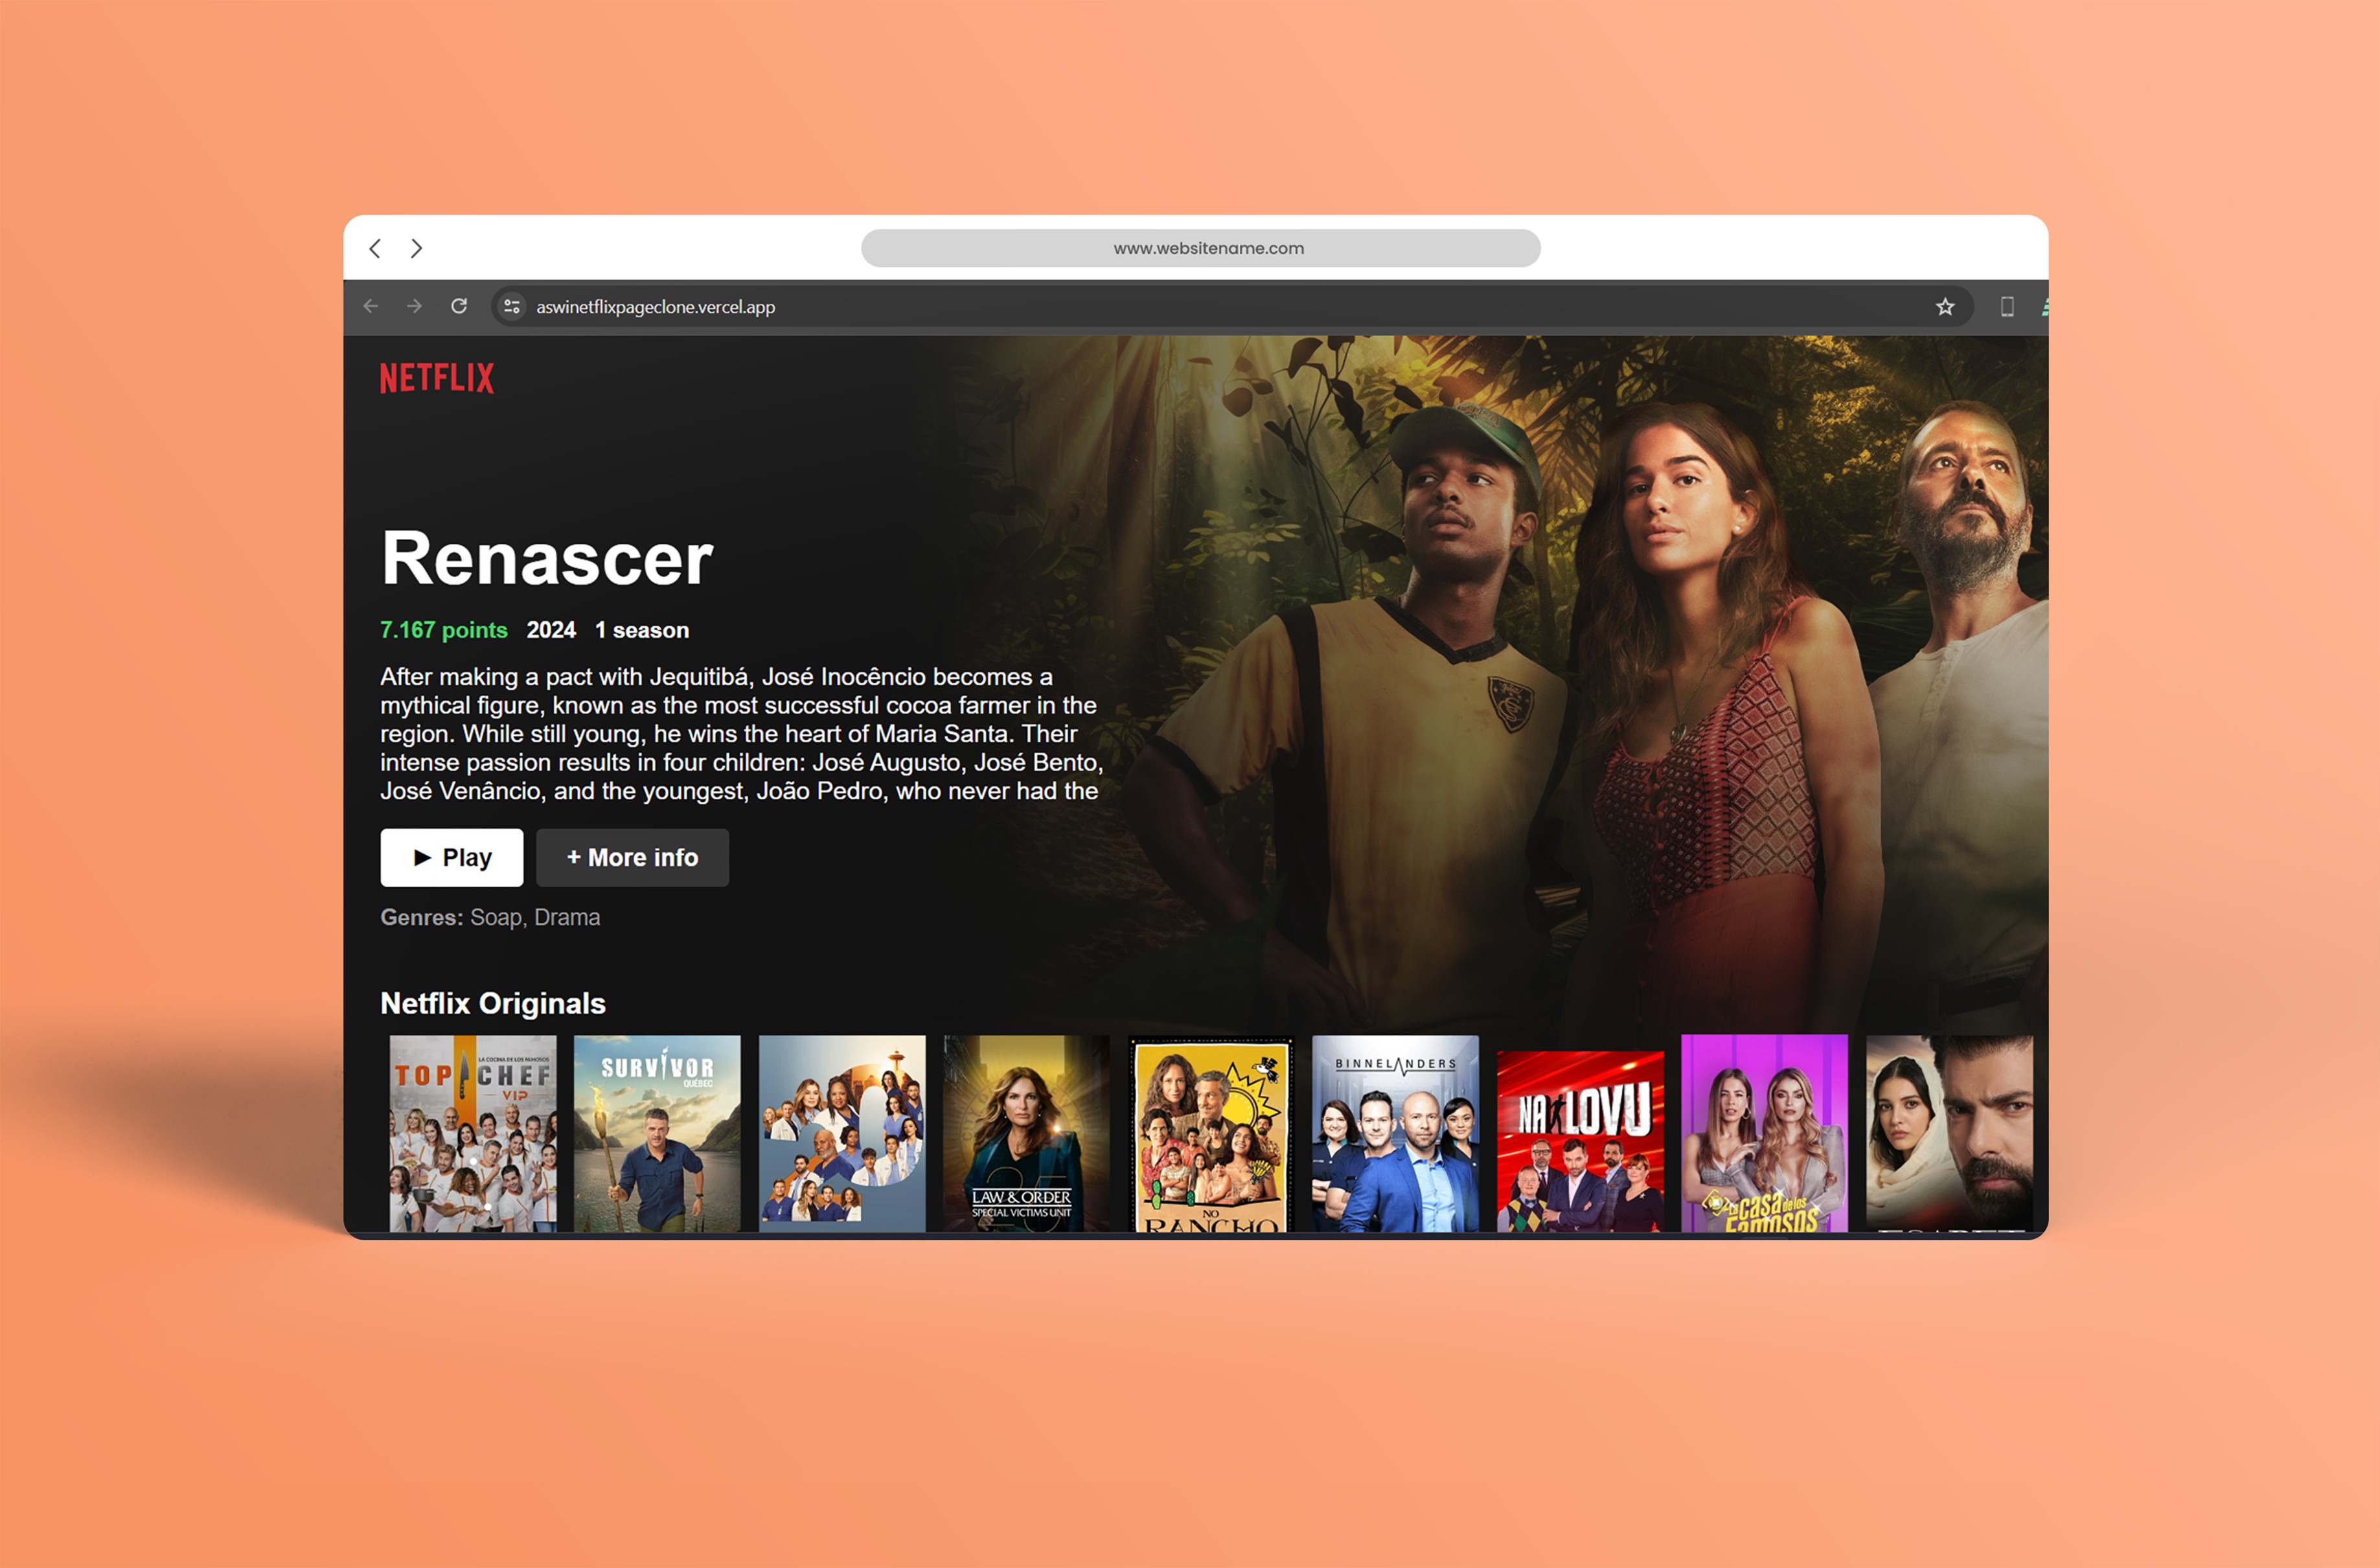 www.websitename.com
aswinetflixpageclone.vercel.app
NETFLIX
Renascer
7.167 points 2024 1 season
After making a pact with Jequitibá, José Inocêncio becomes a
mythical figure, known as the most successful cocoa farmer in the
region. While still young, he wins the heart of Maria Santa. Their
intense passion results in four children: José Augusto, José Bento,
José Venâncio, and the youngest, João Pedro, who never had the
▶ Play
+ More info
Genres: Soap, Drama
Netflix Originals
LA COCINA DE LOS FAMOSOS
TOP CHEF
VIP
SURVIVOR
QUÉBEC
25
LAW & ORDER
SPECIAL VICTIMS UNIT
NO
RANCHO
BINNELANDERS
NA LOVU
La casa de los
Famosos